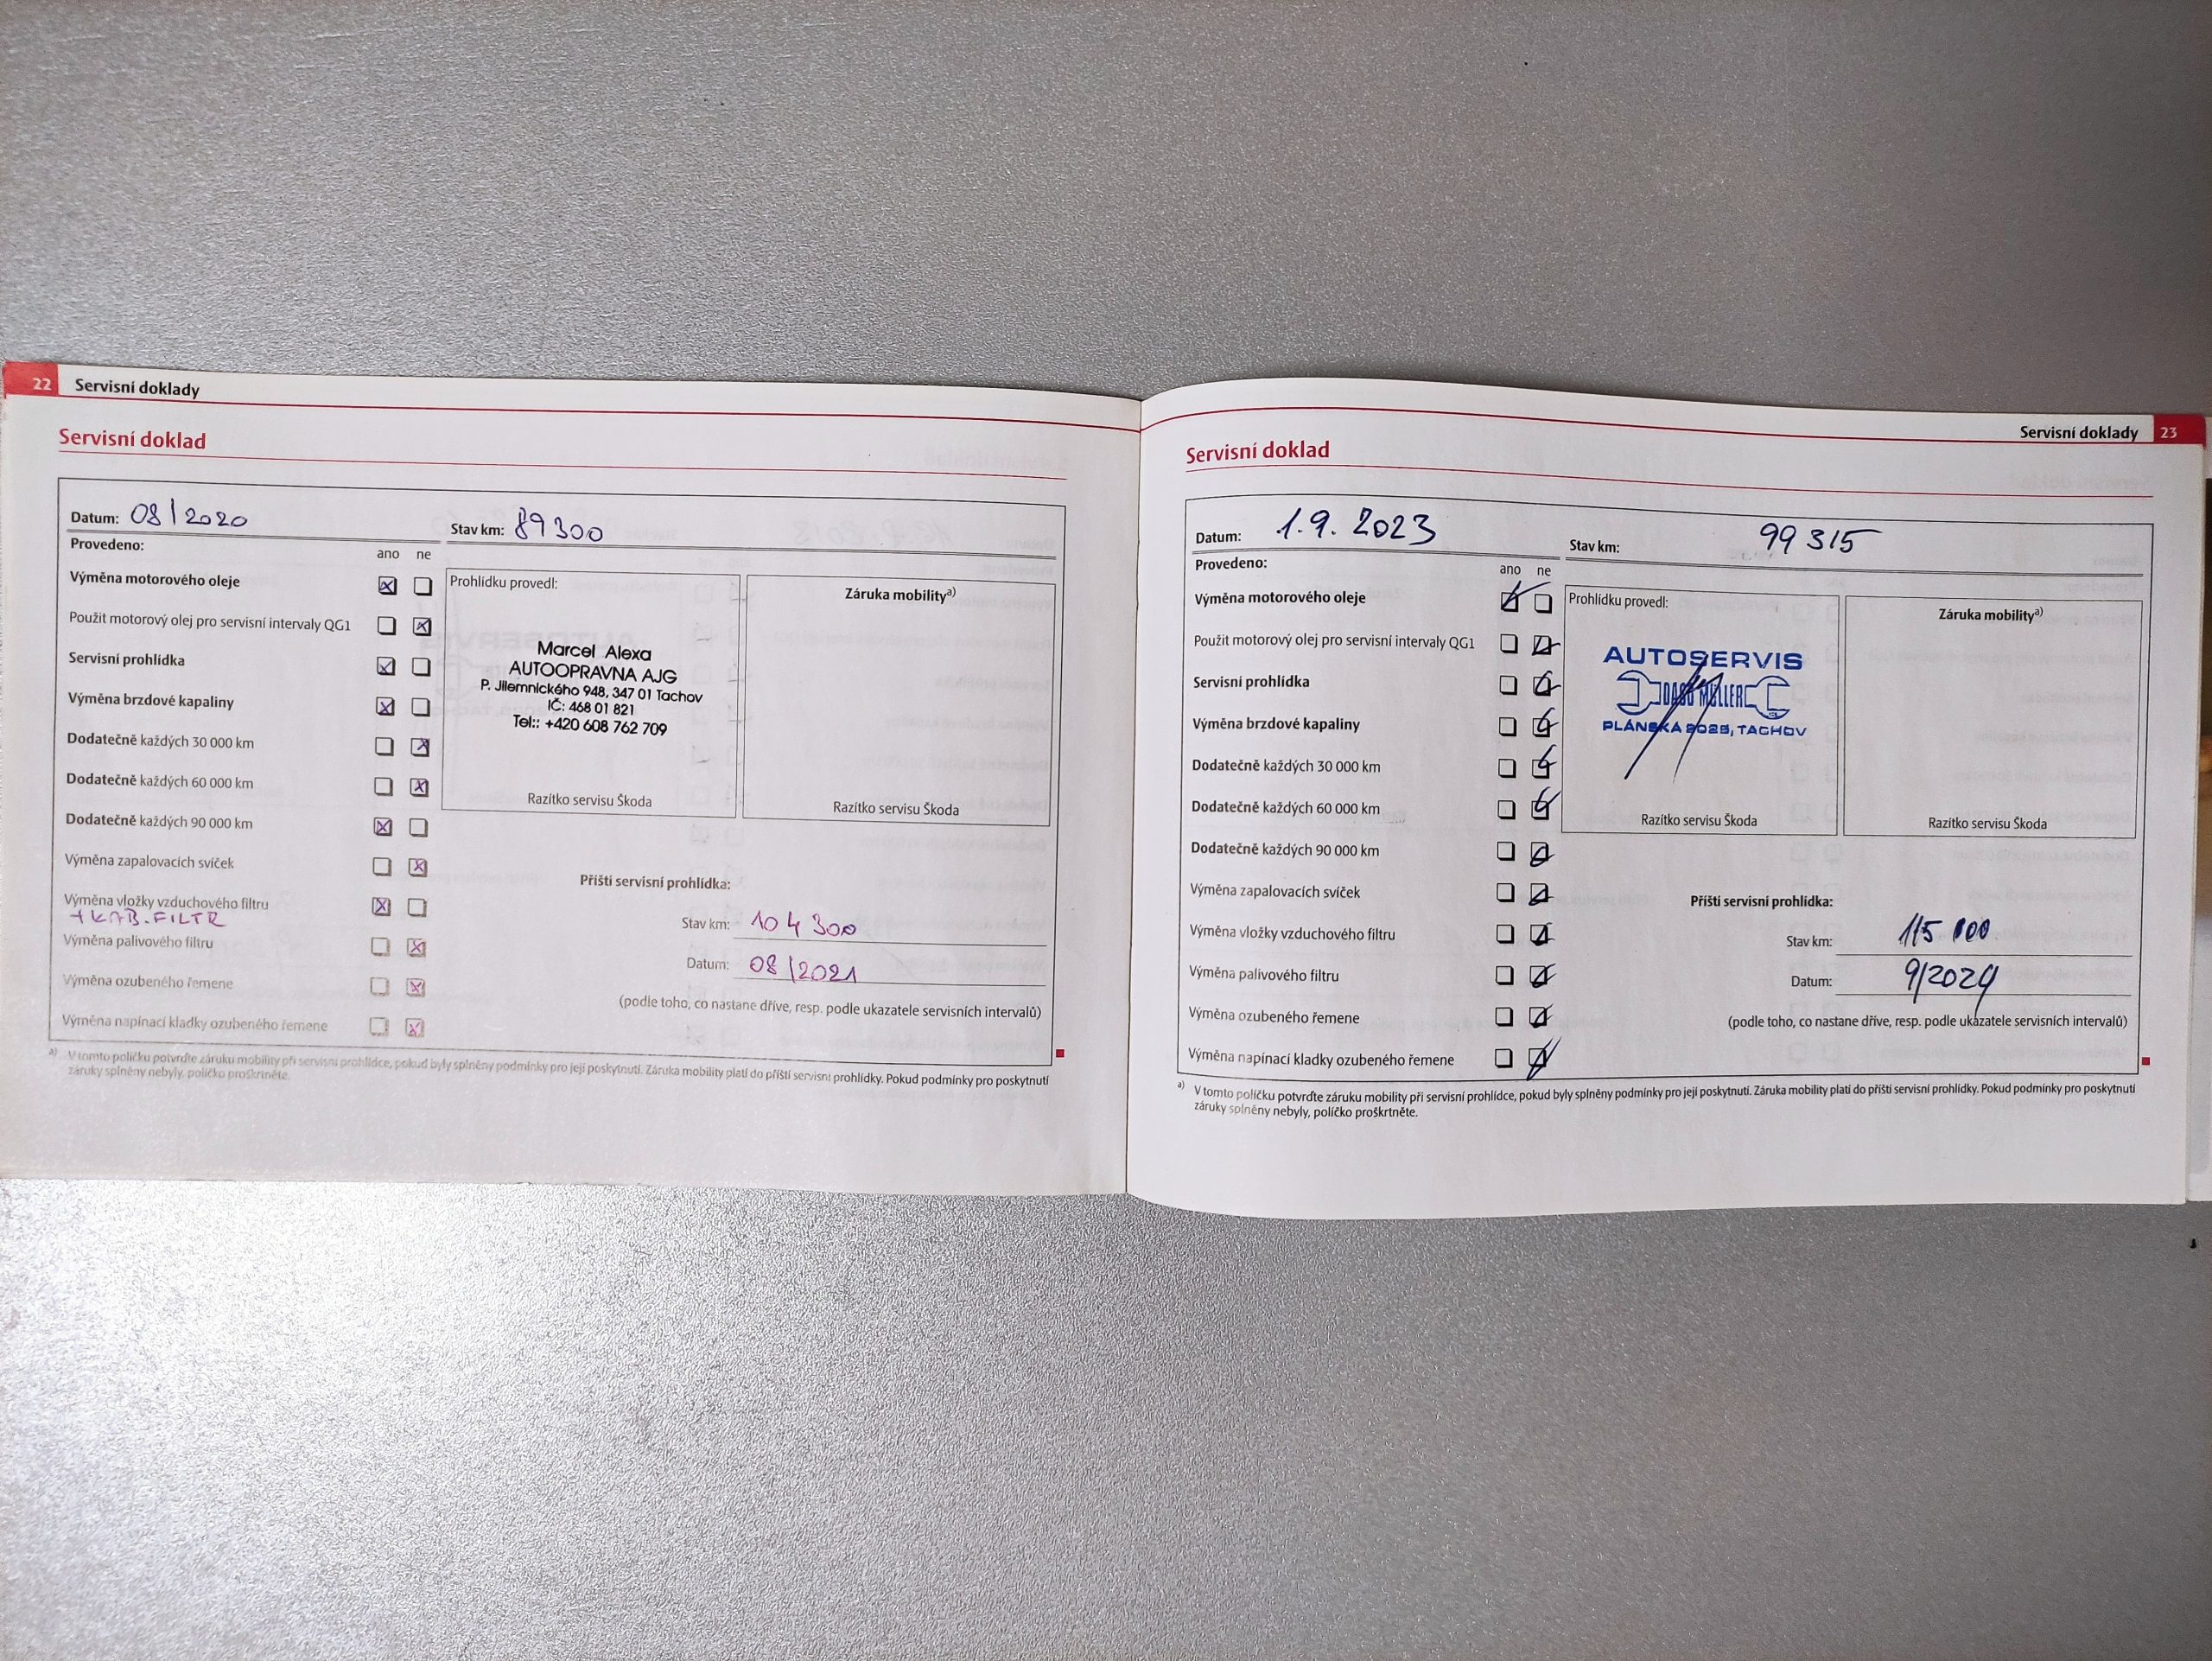 22 Servisní doklady
Servisní doklad
Datum: 08/2020
Stav km: 89300
Provedeno:
ano ne
Výměna motorového oleje
Použit motorový olej pro servisní intervaly QG1
Servisní prohlídka
Výměna brzdové kapaliny
Dodatečně každých 30 000 km
Dodatečně každých 60 000 km
Dodatečně každých 90 000 km
Výměna zapalovacích svíček
Výměna vložky vzduchového filtru
+ KAB. FILTR
Výměna palivového filtru
Výměna ozubeného řemene
Výměna napínací kladky ozubeného řemene
Prohlídku provedl:
Marcel Alexa
AUTOOPRAVNA AJG
P. Jilemnického 948, 347 01 Tachov
IČ: 468 01 821
Tel:: +420 608 762 709
Razítko servisu Škoda
Záruka mobility a)
Razítko servisu Škoda
Příští servisní prohlídka:
Stav km: 104 300
Datum: 08/2021
(podle toho, co nastane dříve, resp. podle ukazatele servisních intervalů)
a) V tomto políčku potvrďte záruku mobility při servisní prohlídce, pokud byly splněny podmínky pro její poskytnutí. Záruka mobility platí do příští servisní prohlídky. Pokud podmínky pro poskytnutí
záruky splněny nebyly, políčko proškrtněte.
Servisní doklady 23
Servisní doklad
Datum: 1.9. 2023
Stav km: 99 315
Provedeno:
ano ne
Výměna motorového oleje
Použit motorový olej pro servisní intervaly QG1
Servisní prohlídka
Výměna brzdové kapaliny
Dodatečně každých 30 000 km
Dodatečně každých 60 000 km
Dodatečně každých 90 000 km
Výměna zapalovacích svíček
Výměna vložky vzduchového filtru
Výměna palivového filtru
Výměna ozubeného řemene
Výměna napínací kladky ozubeného řemene
Prohlídku provedl:
AUTOSERVIS
MÜLLER
PLÁNSKÁ 2025, TACHOV
Razítko servisu Škoda
Záruka mobility a)
Razítko servisu Škoda
Příští servisní prohlídka:
Stav km: 115 000
Datum: 9/2024
(podle toho, co nastane dříve, resp. podle ukazatele servisních intervalů)
a) V tomto políčku potvrďte záruku mobility při servisní prohlídce, pokud byly splněny podmínky pro její poskytnutí. Záruka mobility platí do příští servisní prohlídky. Pokud podmínky pro poskytnutí
záruky splněny nebyly, políčko proškrtněte.